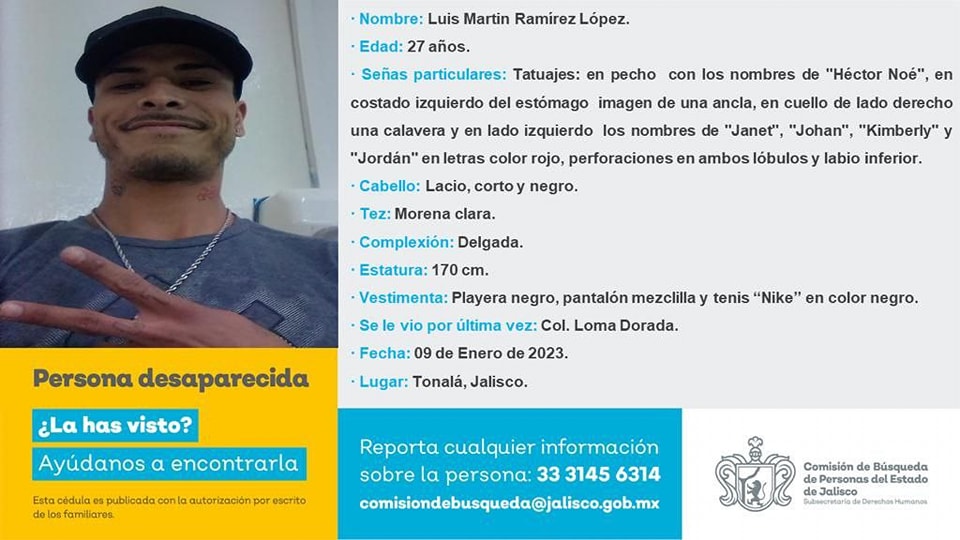 · Nombre: Luis Martin Ramírez López.
· Edad: 27 años.
· Señas particulares: Tatuajes: en pecho con los nombres de "Héctor Noé", en
costado izquierdo del estómago imagen de una ancla, en cuello de lado derecho
una calavera y en lado izquierdo los nombres de "Janet", "Johan", "Kimberly" y
"Jordán" en letras color rojo, perforaciones en ambos lóbulos y labio inferior.
· Cabello: Lacio, corto y negro.
· Tez: Morena clara.
· Complexión: Delgada.
· Estatura: 170 cm.
· Vestimenta: Playera negro, pantalón mezclilla y tenis “Nike” en color negro.
· Se le vio por última vez: Col. Loma Dorada.
· Fecha: 09 de Enero de 2023.
· Lugar: Tonalá, Jalisco.
Persona desaparecida
¿La has visto?
Ayúdanos a encontrarla
Esta cédula es publicada con la autorización por escrito
de los familiares.
Reporta cualquier información
sobre la persona: 33 3145 6314
comisiondebusqueda@jalisco.gob.mx
Comisión de Búsqueda
de Personas del Estado
de Jalisco
Subsecretaría de Derechos Humanos